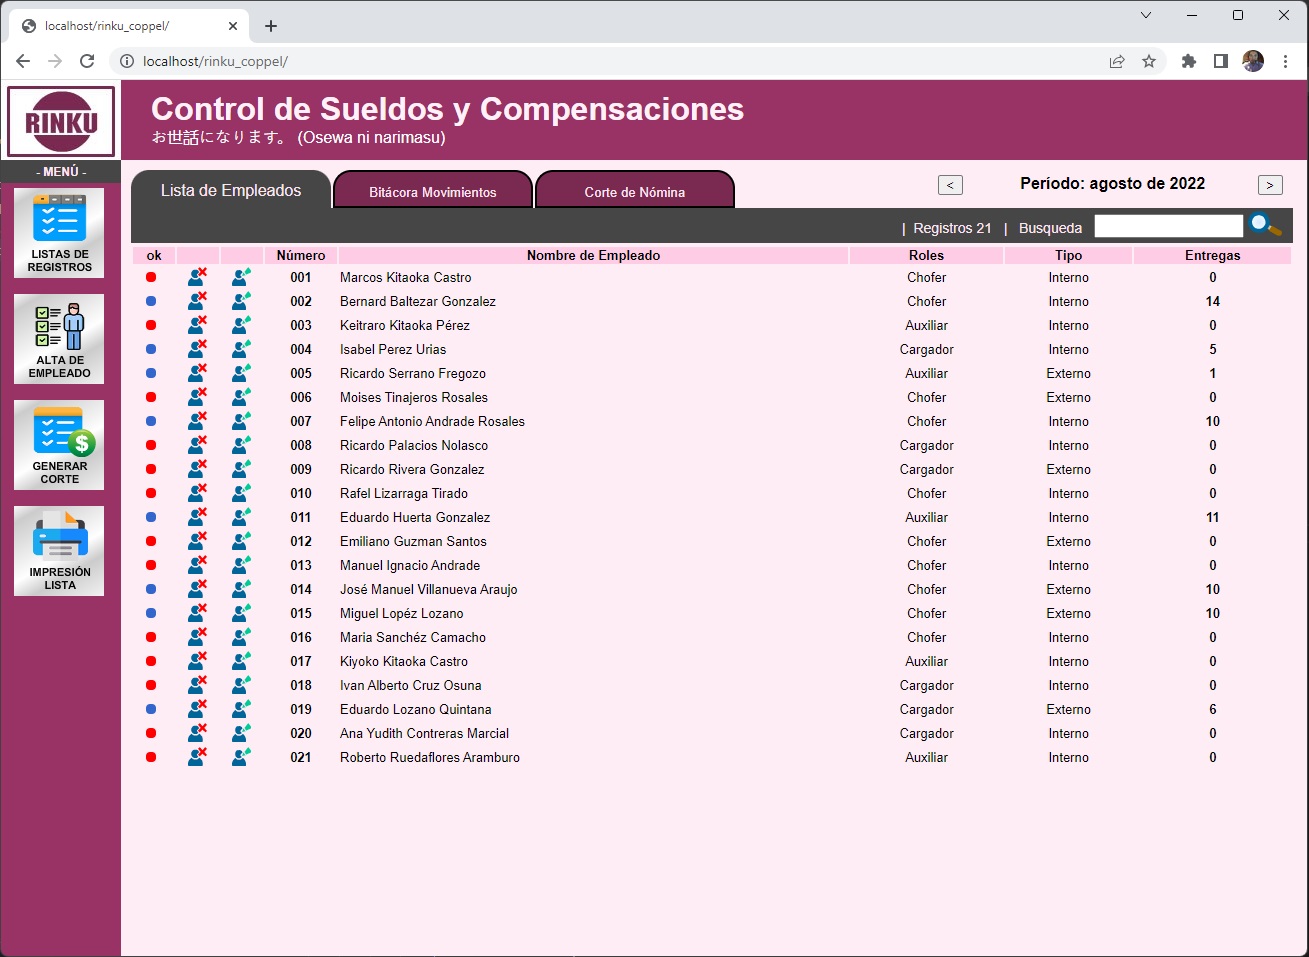 localhost/rinku_coppel/
localhost/rinku_coppel/
RINKU
Control de Sueldos y Compensaciones
お世話になります。 (Osewa ni narimasu)
- MENÚ -
LISTAS DE
REGISTROS
ALTA DE
EMPLEADO
$
GENERAR
CORTE
IMPRESIÓN
LISTA
Lista de Empleados
Bitácora Movimientos
Corte de Nómina
< Período: agosto de 2022 >
| Registros 21 | Busqueda
ok Número Nombre de Empleado Roles Tipo Entregas
001 Marcos Kitaoka Castro Chofer Interno 0
002 Bernard Baltezar Gonzalez Chofer Interno 14
003 Keitraro Kitaoka Pérez Auxiliar Interno 0
004 Isabel Perez Urias Cargador Interno 5
005 Ricardo Serrano Fregozo Auxiliar Externo 1
006 Moises Tinajeros Rosales Chofer Externo 0
007 Felipe Antonio Andrade Rosales Chofer Interno 10
008 Ricardo Palacios Nolasco Cargador Interno 0
009 Ricardo Rivera Gonzalez Cargador Externo 0
010 Rafel Lizarraga Tirado Chofer Interno 0
011 Eduardo Huerta Gonzalez Auxiliar Interno 11
012 Emiliano Guzman Santos Chofer Externo 0
013 Manuel Ignacio Andrade Chofer Interno 0
014 José Manuel Villanueva Araujo Chofer Externo 10
015 Miguel Lopéz Lozano Chofer Externo 10
016 Maria Sanchéz Camacho Chofer Interno 0
017 Kiyoko Kitaoka Castro Auxiliar Interno 0
018 Ivan Alberto Cruz Osuna Cargador Interno 0
019 Eduardo Lozano Quintana Cargador Externo 6
020 Ana Yudith Contreras Marcial Cargador Interno 0
021 Roberto Ruedaflores Aramburo Auxiliar Interno 0